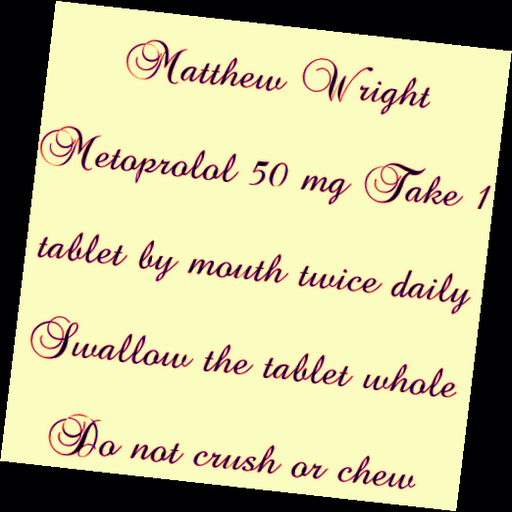 Matthew Wright
Metoprolol 50 mg Take 1
tablet by mouth twice daily
Swallow the tablet whole
Do not crush or chew